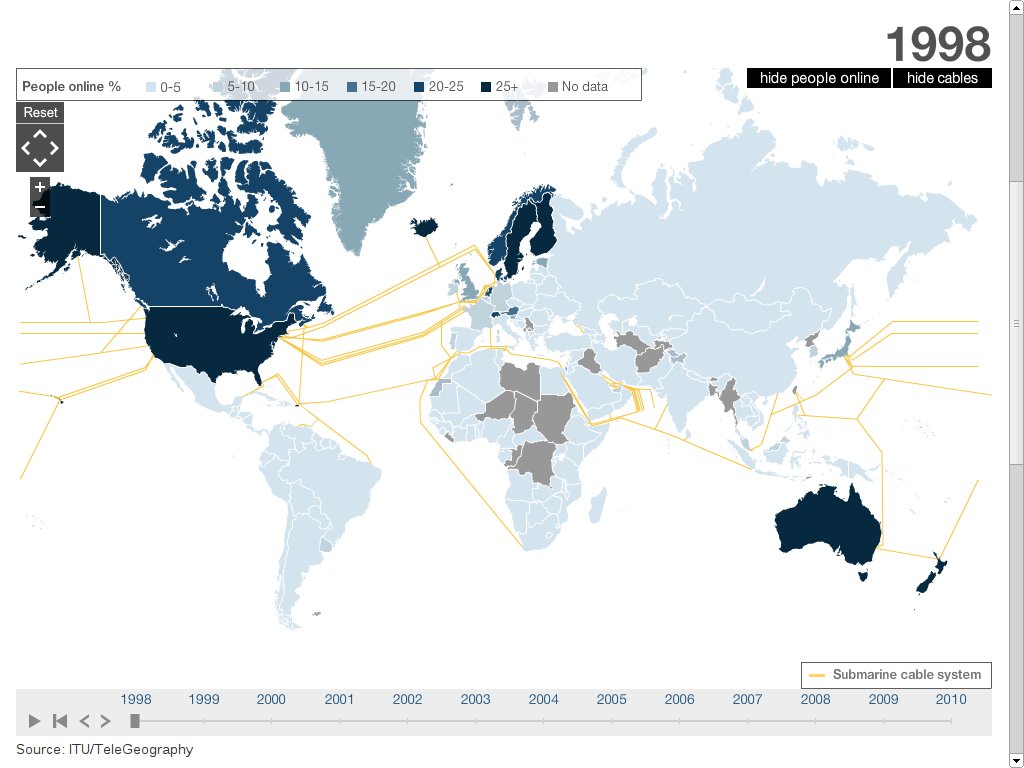 1998
hide people online hide cables
People online % 0-5 5-10 10-15 15-20 20-25 25+ No data
Reset
+
−
Submarine cable system
1998 1999 2000 2001 2002 2003 2004 2005 2006 2007 2008 2009 2010
Source: ITU/TeleGeography